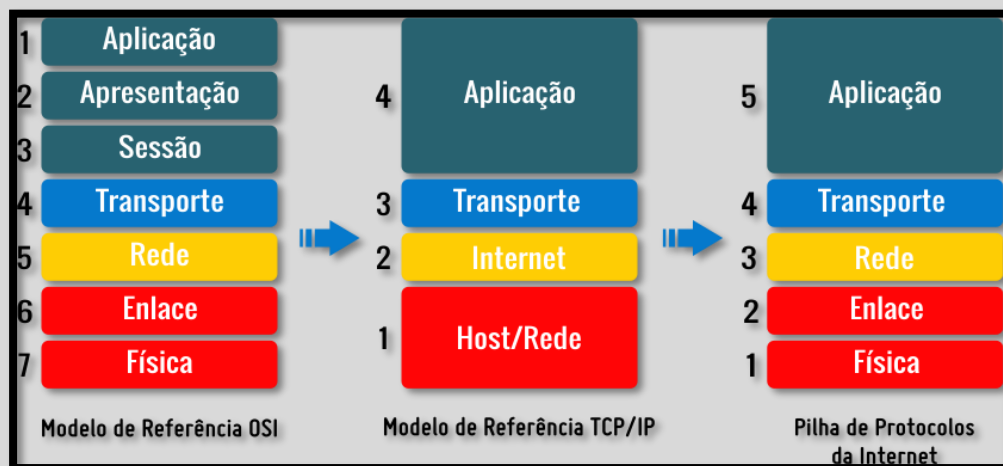 1 Aplicação
2 Apresentação
3 Sessão
4 Transporte
5 Rede
6 Enlace
7 Física
Modelo de Referência OSI
4 Aplicação
3 Transporte
2 Internet
1 Host/Rede
Modelo de Referência TCP/IP
5 Aplicação
4 Transporte
3 Rede
2 Enlace
1 Física
Pilha de Protocolos
da Internet